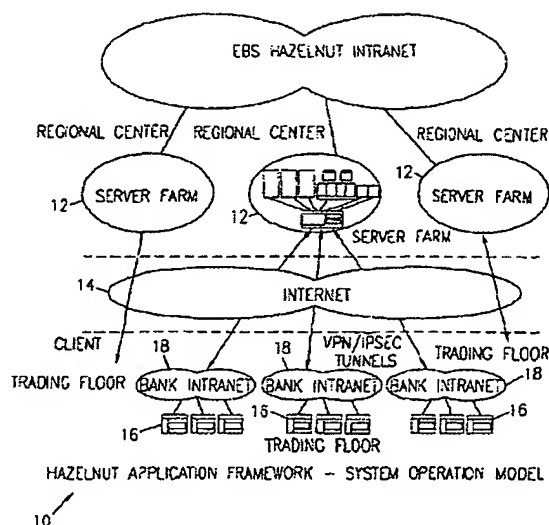 EBS HAZELNUT INTRANET
REGIONAL CENTER
REGIONAL CENTER
REGIONAL CENTER
12
SERVER FARM
12
SERVER FARM
12
SERVER FARM
14
INTERNET
CLIENT
18
18
VPN/IPSEC
TUNNELS
TRADING FLOOR
TRADING FLOOR
BANK INTRANET
BANK INTRANET
BANK INTRANET
18
16
16
16
TRADING FLOOR
HAZELNUT APPLICATION FRAMEWORK – SYSTEM OPERATION MODEL
10